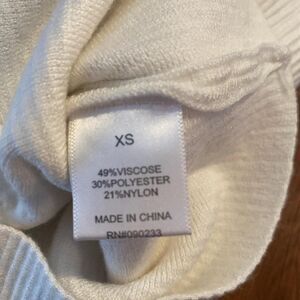 XS
49%VISCOSE
30%POLYESTER
21%NYLON
MADE IN CHINA
RN#090233